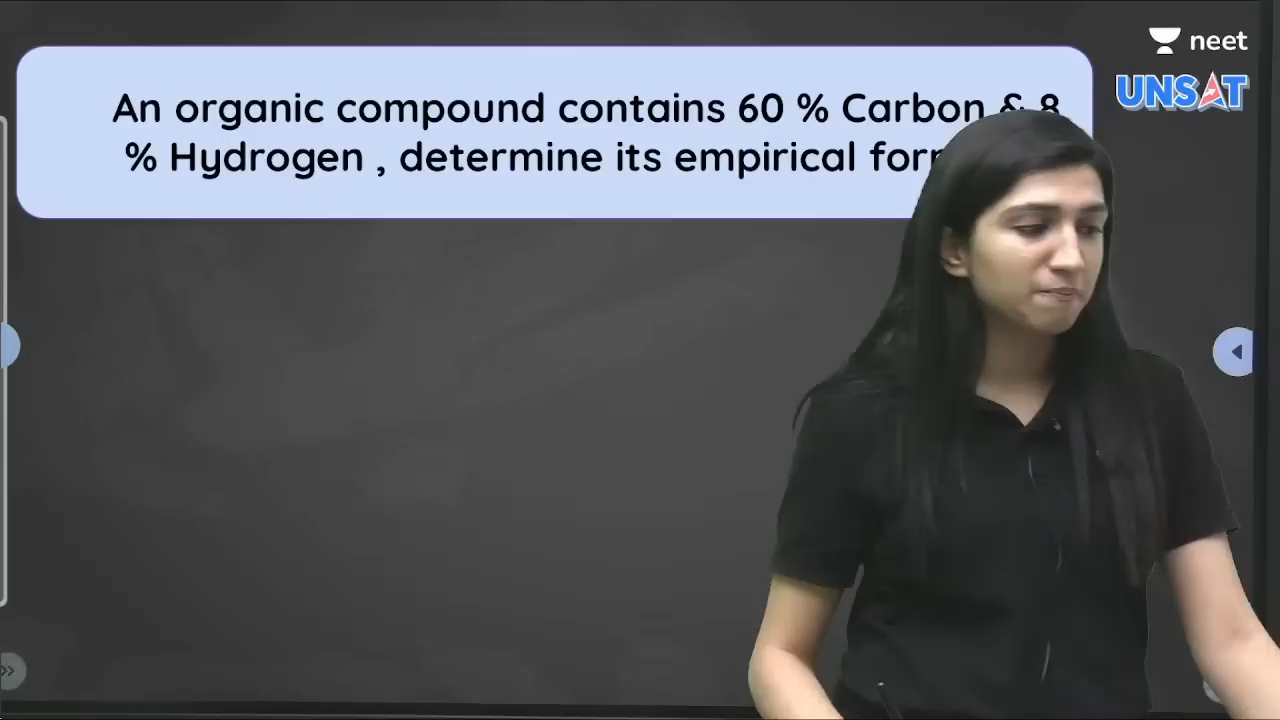 neet
UNSAT
An organic compound contains 60 % Carbon & 8
% Hydrogen , determine its empirical